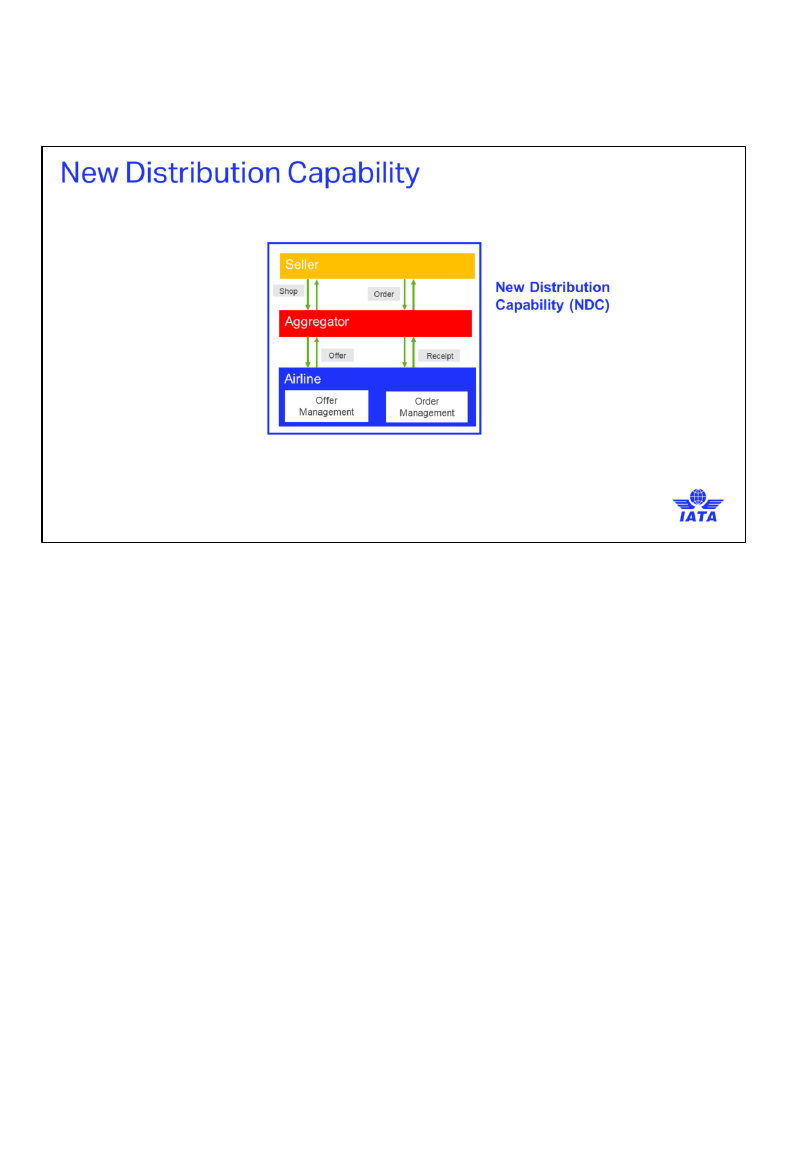 New Distribution Capability
Seller
Shop
Order
New Distribution
Capability (NDC)
Aggregator
Offer
Receipt
Airline
Offer
Management
Order
Management
IATA